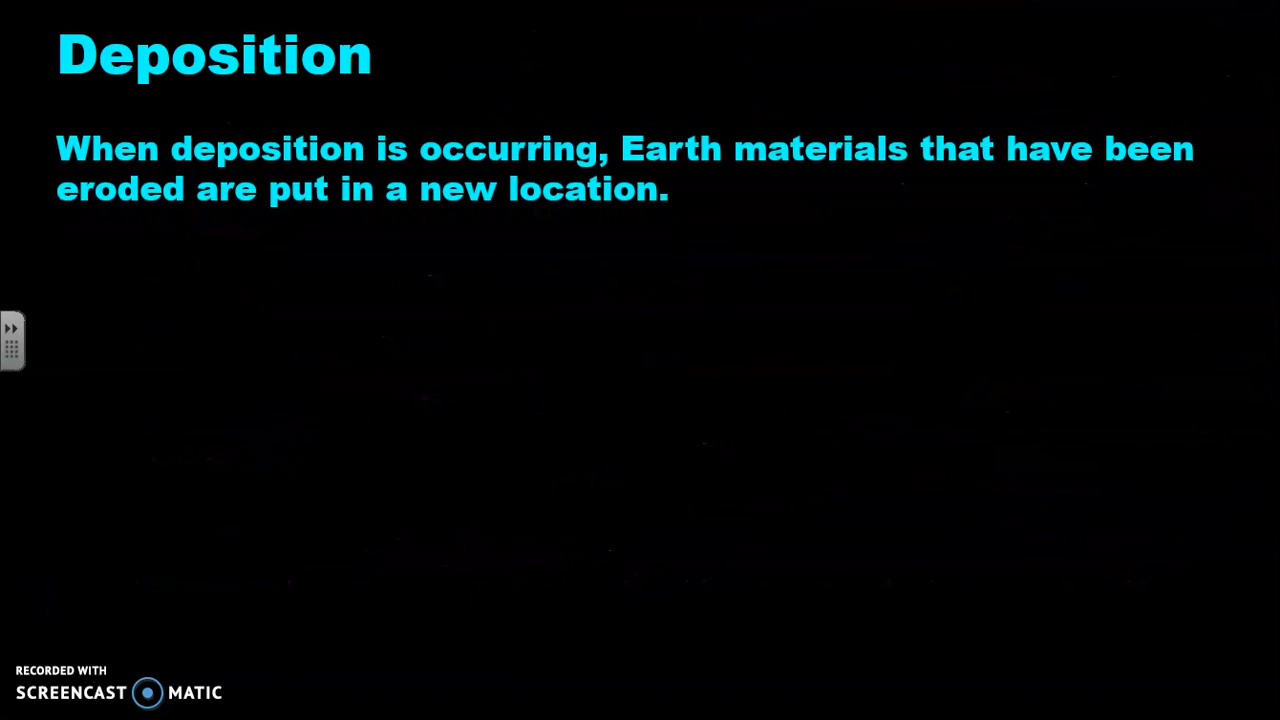 Deposition
When deposition is occurring, Earth materials that have been
eroded are put in a new location.
RECORDED WITH
SCREENCAST MATIC